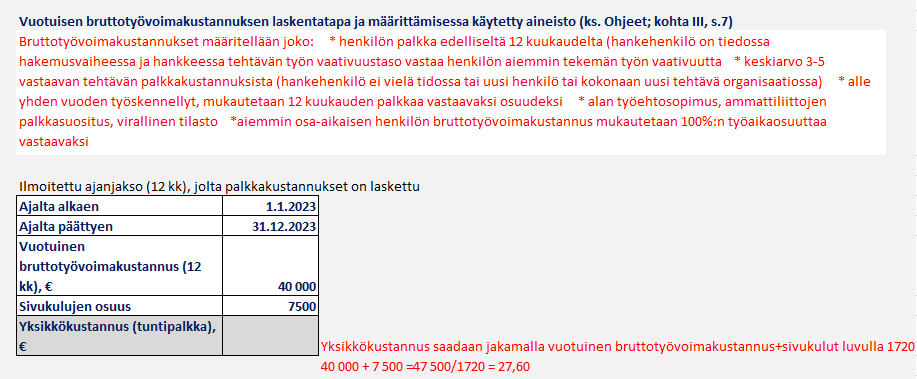 Vuotuisen bruttotyövoimakustannuksen laskentatapa ja määrittämisessa käytetty aineisto (ks. Ohjeet; kohta III, s.7)
Bruttotyövoimakustannukset määritellään joko: * henkilön palkka edelliseltä 12 kuukaudelta (hankehenkilö on tiedossa
hakemusvaiheessa ja hankkeessa tehtävän työn vaativuustaso vastaa henkilön aiemmin tekemän työn vaativuutta * keskiarvo 3-5
vastaavan tehtävän palkkakustannuksista (hankehenkilö ei vielä tidossa tai uusi henkilö tai kokonaan uusi tehtävä organisaatiossa) * alle
yhden vuoden työskennellyt, mukautetaan 12 kuukauden palkkaa vastaavaksi osuudeksi * alan työehtosopimus, ammattiliittojen
palkkasuositus, virallinen tilasto *aiemmin osa-aikaisen henkilön bruttotyövoimakustannus mukautetaan 100%:n työaikaosuuttaa
vastaavaksi
Ilmoitettu ajanjakso (12 kk), jolta palkkakustannukset on laskettu
Ajalta alkaen 1.1.2023
Ajalta päättyen 31.12.2023
Vuotuinen
bruttotyövoimakustannus (12
kk), € 40 000
Sivukulujen osuus 7500
Yksikkökustannus (tuntipalkka),
€
Yksikkökustannus saadaan jakamalla vuotuinen bruttotyövoimakustannus+sivukulut luvulla 1720
40 000 + 7 500 =47 500/1720 = 27,60